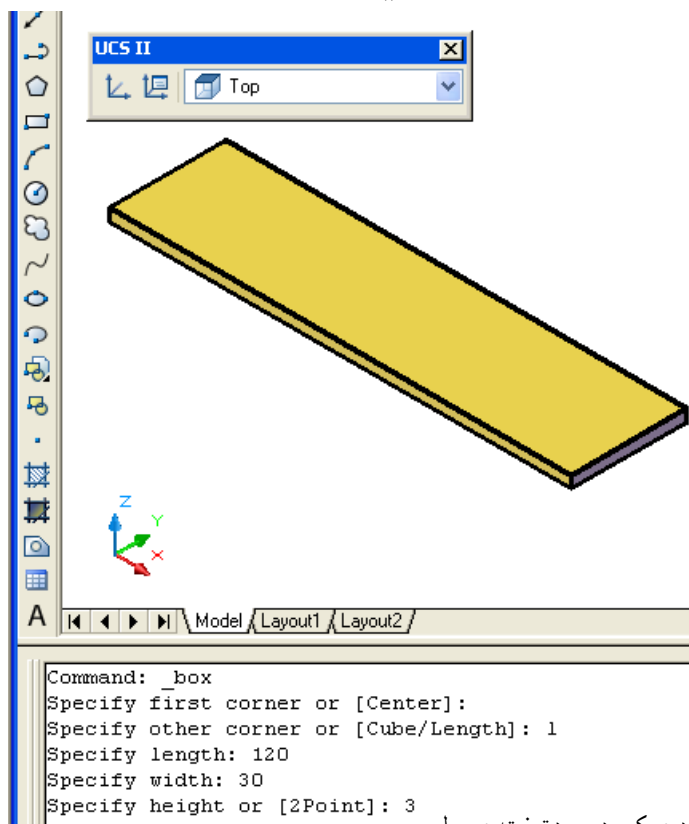 UCS II
Top
Z
Y
X
A
Model Layout1 Layout2
Command: _box
Specify first corner or [Center]:
Specify other corner or [Cube/Length]: l
Specify length: 120
Specify width: 30
Specify height or [2Point]: 3